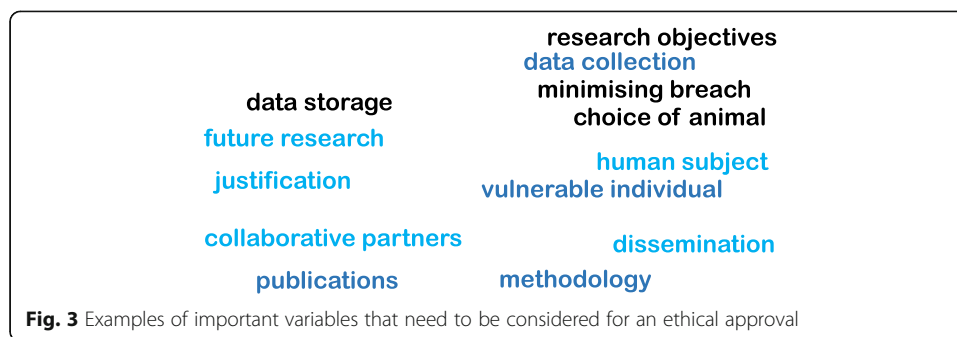 research objectives
data collection
minimising breach
data storage
choice of animal
future research
human subject
justification
vulnerable individual
collaborative partners
dissemination
publications
methodology
Fig. 3 Examples of important variables that need to be considered for an ethical approval